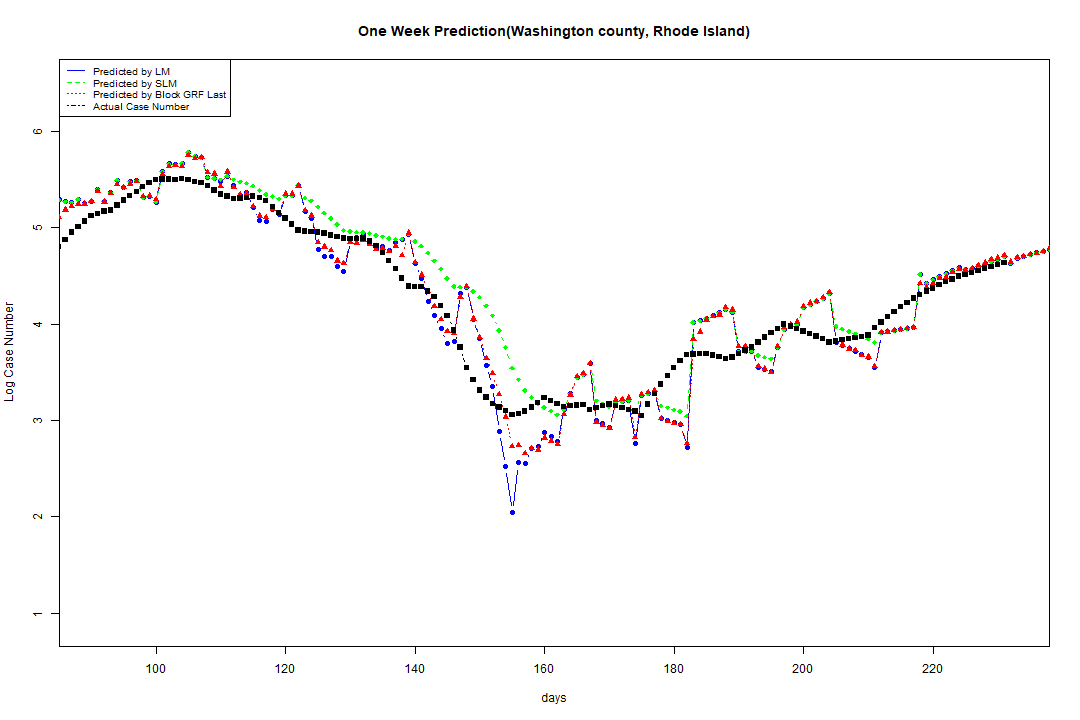 One Week Prediction(Washington county, Rhode Island)
Predicted by LM
Predicted by SLM
Predicted by Block GRF Last
Actual Case Number
6
5
4
3
2
1
Log Case Number
100 120 140 160 180 200 220
days